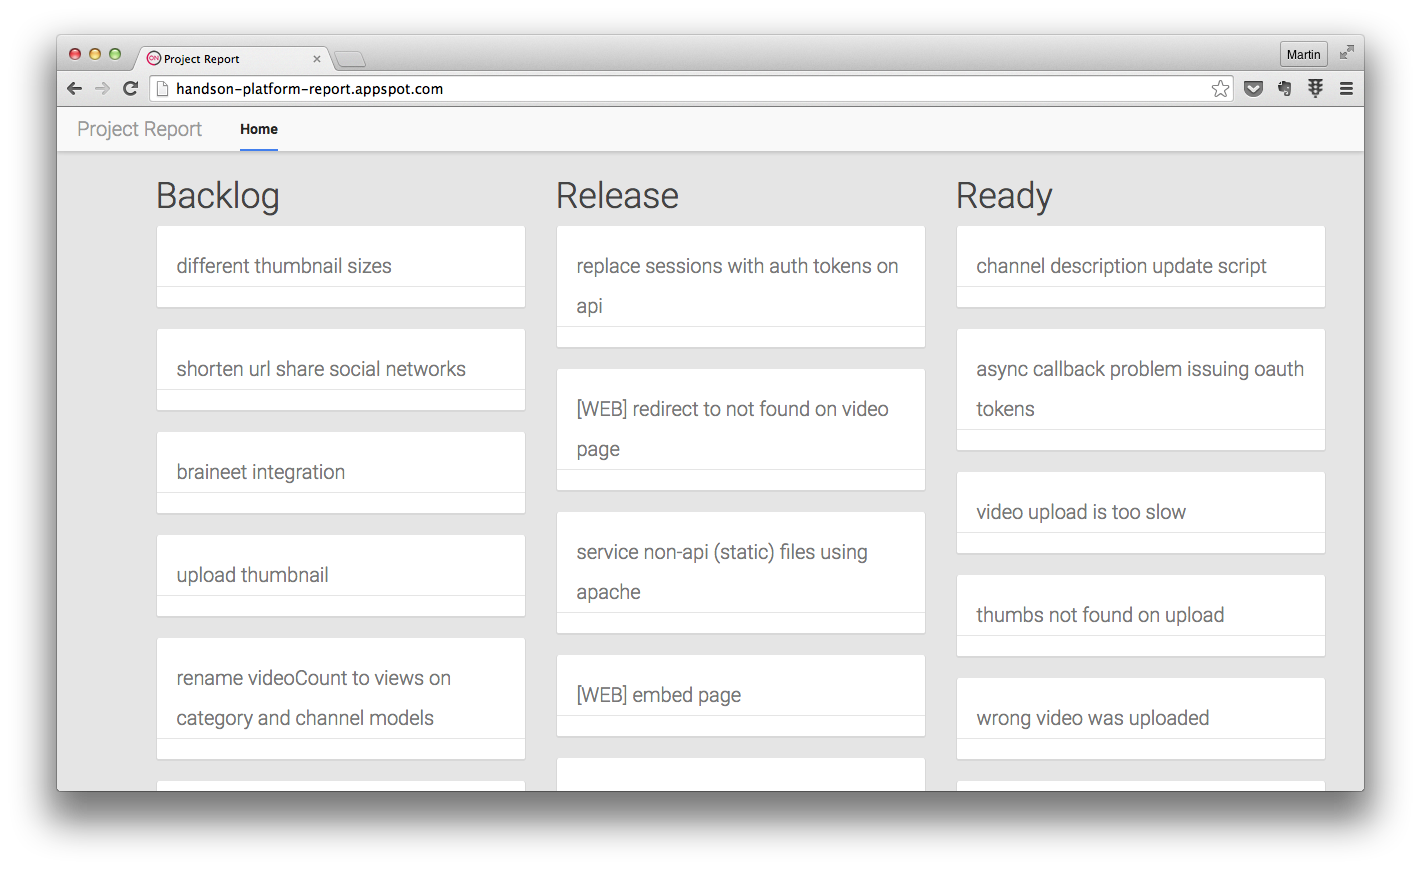 ON Project Report
Martin
handson-platform-report.appspot.com
Project Report
Home
Backlog
different thumbnail sizes
shorten url share social networks
braineet integration
upload thumbnail
rename videoCount to views on
category and channel models
Release
replace sessions with auth tokens on
api
[WEB] redirect to not found on video
page
service non-api (static) files using
apache
[WEB] embed page
Ready
channel description update script
async callback problem issuing oauth
tokens
video upload is too slow
thumbs not found on upload
wrong video was uploaded